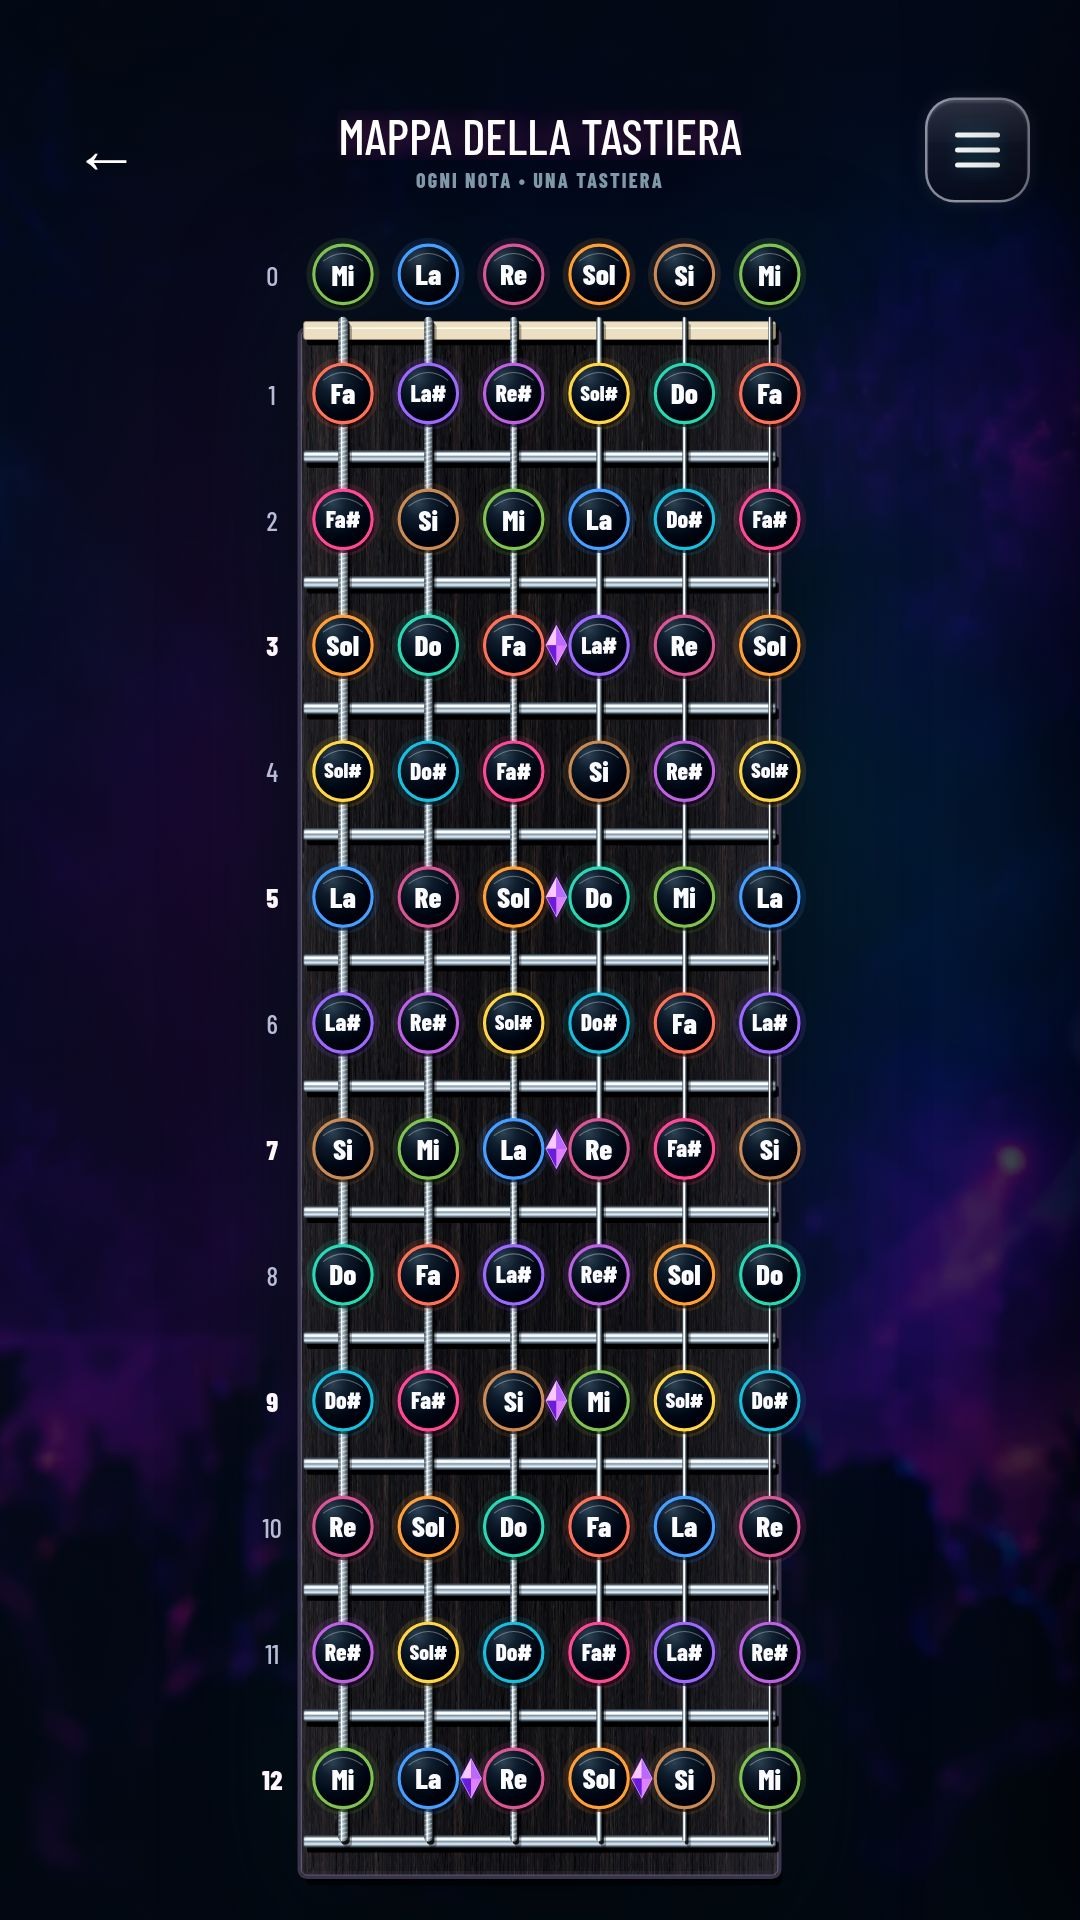 MAPPA DELLA TASTIERA
OGNI NOTA • UNA TASTIERA
0 Mi La Re Sol Si Mi
1 Fa La# Re# Sol# Do Fa
2 Fa# Si Mi La Do# Fa#
3 Sol Do Fa La# Re Sol
4 Sol# Do# Fa# Si Re# Sol#
5 La Re Sol Do Mi La
6 La# Re# Sol# Do# Fa La#
7 Si Mi La Re Fa# Si
8 Do Fa La# Re# Sol Do
9 Do# Fa# Si Mi Sol# Do#
10 Re Sol Do Fa La Re
11 Re# Sol# Do# Fa# La# Re#
12 Mi La Re Sol Si Mi